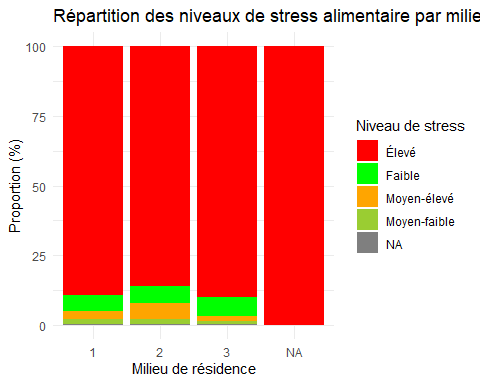 Répartition des niveaux de stress alimentaire par milie
100
75
50
25
0
Proportion (%)
1 2 3 NA
Milieu de résidence
Niveau de stress
Élevé
Faible
Moyen-élevé
Moyen-faible
NA